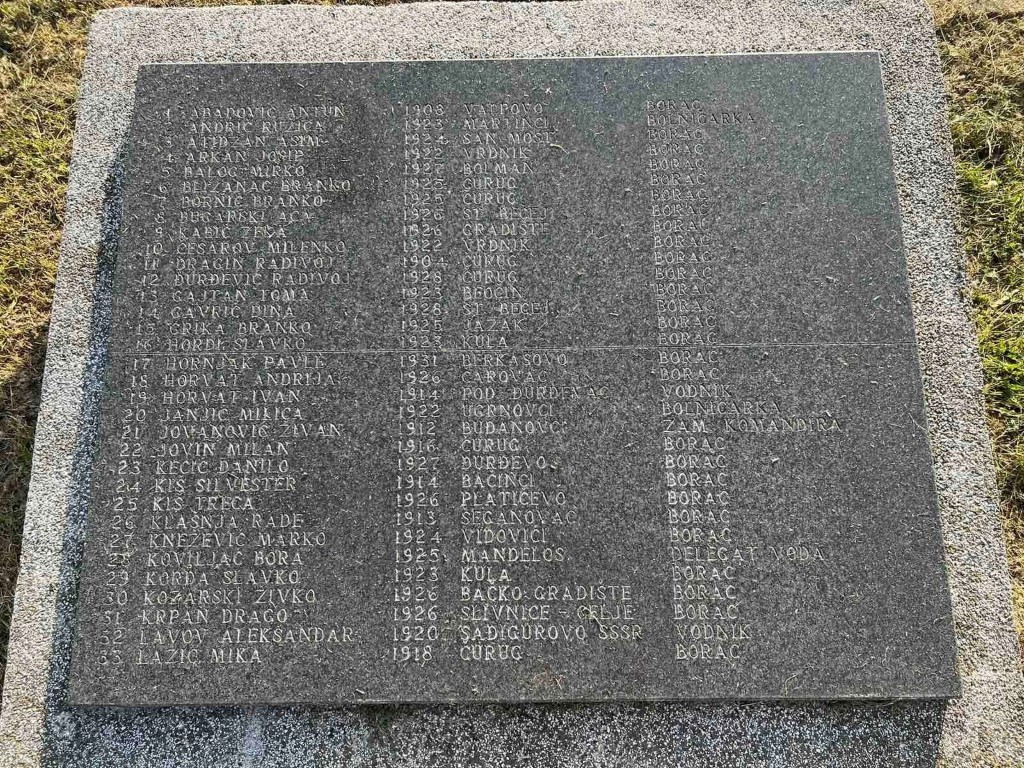 1 ABADOVIĆ ANTUN 1908 VALPOVO BORAC
2 ANDRIĆ RUŽICA 1923 MARTINCI BOLNIČARKA
3 ATIDŽAN ASIM 1924 SAN. MOST BORAC
4 ARKAN JOSIP 1922 VRDNIK BORAC
5 BALOG MIRKO 1927 BOLMAN BORAC
6 BLIZANAC BRANKO 1925 ČURUG BORAC
7 BORNIĆ BRANKO 1925 ČURUG BORAC
8 BUGARSKI ACA 1926 ST. BEČEJ BORAC
9 KABIĆ 1926 GRADIŠTE BORAC
10 ČESAROV MILENKO 1922 VRDNIK BORAC
11 DRAGIN RADIVOJ 1904 ČURUG BORAC
12 ĐURĐEVIĆ RADIVOJ 1928 ČURUG BORAC
13 GAJTAN TOMA 1923 BEOČIN BORAC
14 GAVRIĆ DINA 1928 ST. BEČEJ BORAC
15 GRIKA BRANKO 1925 JAZAK BORAC
16 HORDI SLAVKO 1923 KULA BORAC
17 HORNJAK PAVLE 1931 BERKASOVO BORAC
18 HORVAT ANDRIJA 1926 ČAROVAC BORAC
19 HORVAT IVAN 1914 POD. ĐURĐEVAC VODNIK
20 JANJIĆ MIKICA 1922 UGRNOVCI BOLNIČARKA
21 JOVANOVIĆ ŽIVAN 1912 BUĐANOVCI ZAM. KOMANDIRA
22 JOVIN MILAN 1916 ČURUG BORAC
23 KEČIĆ DANILO 1927 ĐURĐEVO BORAC
24 KIŠ SILVESTER 1914 BAČINCI BORAC
25 KIŠ TREĆA 1926 PLATIČEVO BORAC
26 KLAŠNJA RADE 1913 SEGANOVAC BORAC
27 KNEŽEVIĆ MARKO 1924 VIDOVICI BORAC
28 KOVILJAC BORA 1925 MANĐELOS DELEGAT VODA
29 KORDA SLAVKO 1923 KULA BORAC
30 KOZARSKI ŽIVKO 1926 BAČKO GRADIŠTE BORAC
31 KRPAN DRAGO 1926 SLIVNICE - CELJE BORAC
32 LAVOV ALEKSANDAR 1920 SADIGUROVO SSSR VODNIK
33 LAZIĆ MIKA 1918 ČURUG BORAC